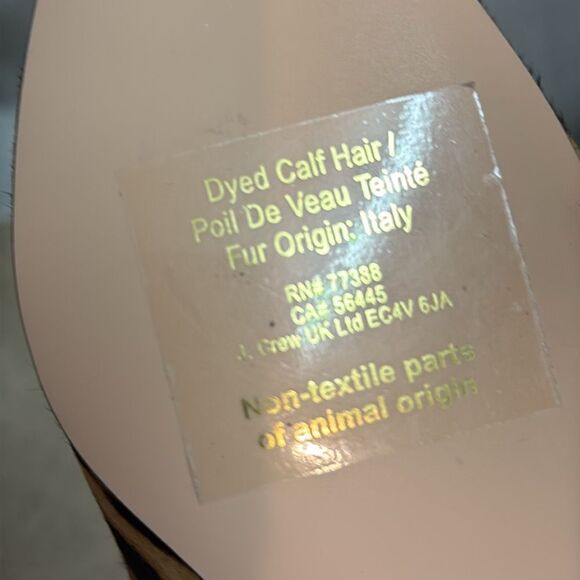 Dyed Calf Hair /
Poil De Veau Teinté
Fur Origin: Italy
RN# 77388
CA# 56445
J. Crew UK Ltd EC4V 6JA
Non-textile parts
of animal origin